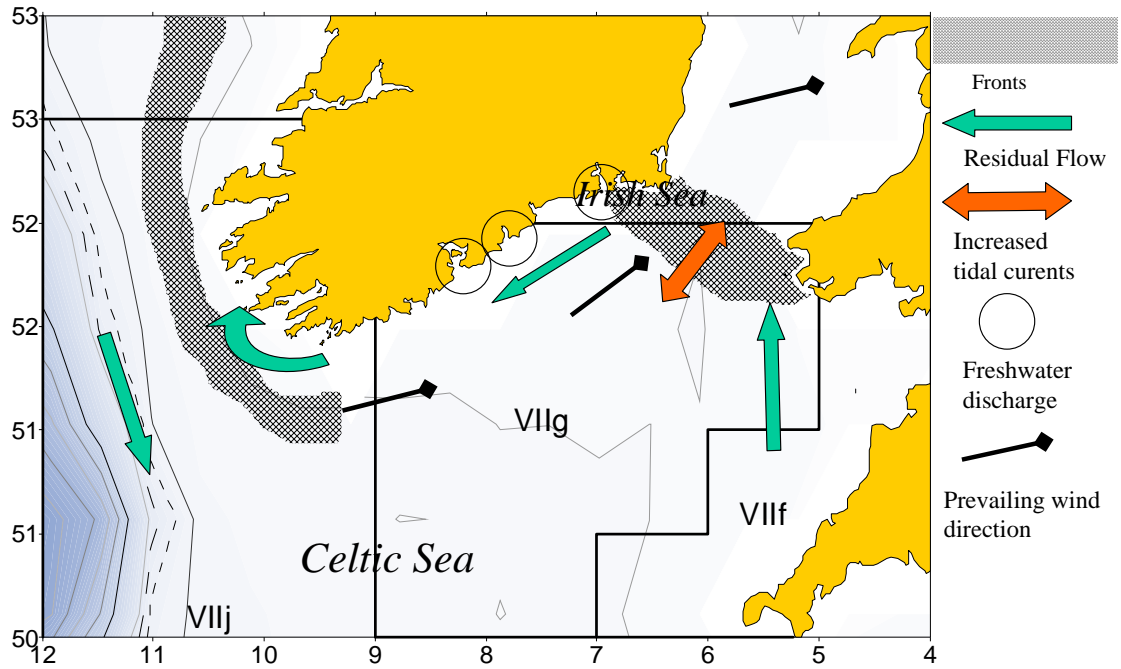 53
53
52
52
51
51
50
12
11
10
9
8
7
6
5
4
Irish Sea
VIIg
VIIf
Celtic Sea
VIIj
Fronts
Residual Flow
Increased
tidal curents
Freshwater
discharge
Prevailing wind
direction